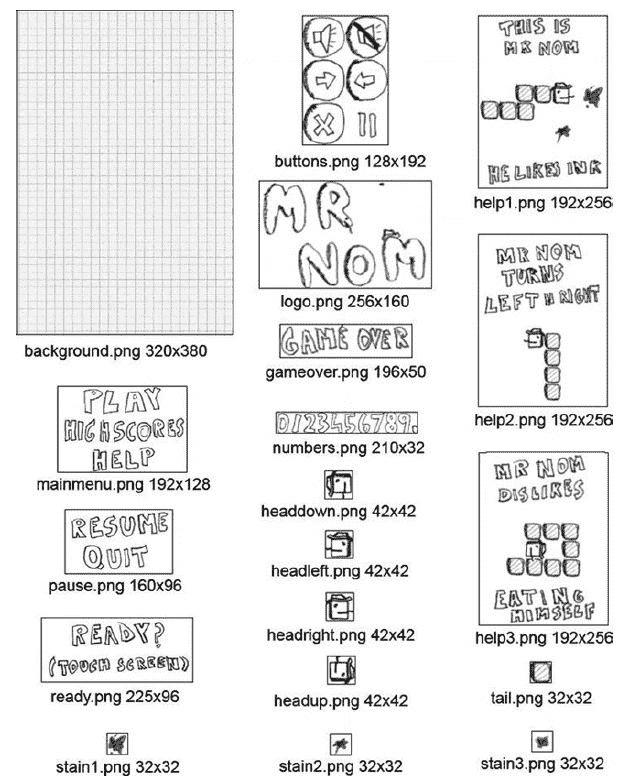 background.png 320x380
PLAY
HIGHSCORES
HELP
mainmenu.png 192x128
RESUME
QUIT
pause.png 160x96
READY?
(TOUCH SCREEN)
ready.png 225x96
stain1.png 32x32
buttons.png 128x192
MR
NOM
logo.png 256x160
GAME OVER
gameover.png 196x50
0123456789.
numbers.png 210x32
headdown.png 42x42
headleft.png 42x42
headright.png 42x42
headup.png 42x42
stain2.png 32x32
THIS IS
MR NOM
HE LIKES INK
help1.png 192x256
MR NOM
TURNS
LEFT N RIGHT
help2.png 192x256
MR NOM
DISLIKES
EATING
HIMSELF
help3.png 192x256
tail.png 32x32
stain3.png 32x32